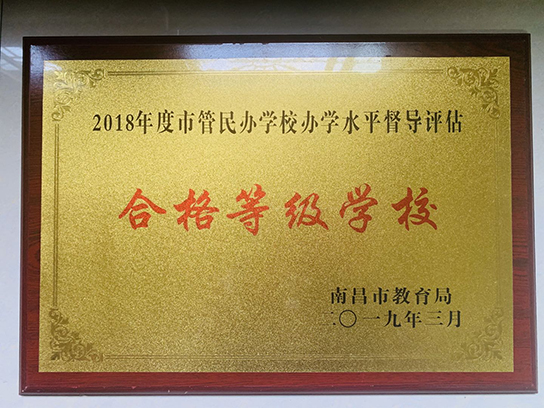 2018年度市管民办学校办学水平督导评估
合格等级学校
南昌市教育局
二〇一九年三月